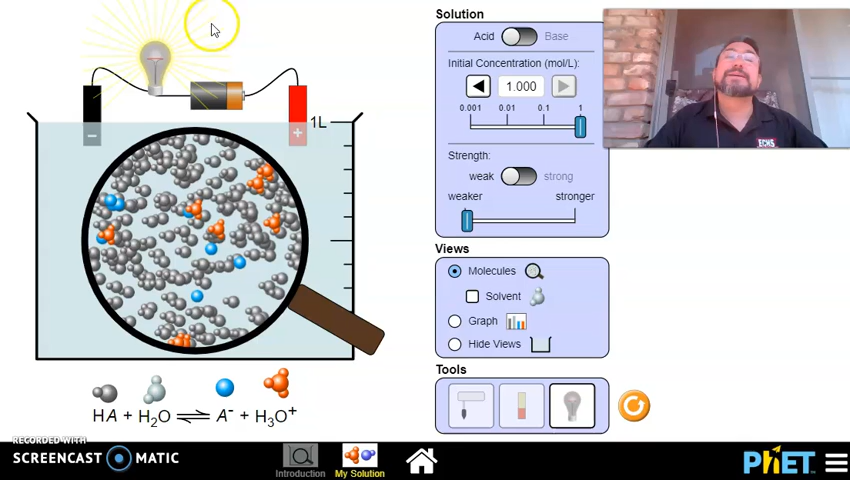 Solution
Acid Base
Initial Concentration (mol/L):
1.000
0.001 0.01 0.1 1
Strength:
weak strong
weaker stronger
Views
Molecules
Solvent
Graph
Hide Views
Tools
1L
−
+
HA + H₂O ⇌ A⁻ + H₃O⁺
ECHS
RECORDED WITH
SCREENCAST MATIC
Introduction
My Solution
PhET